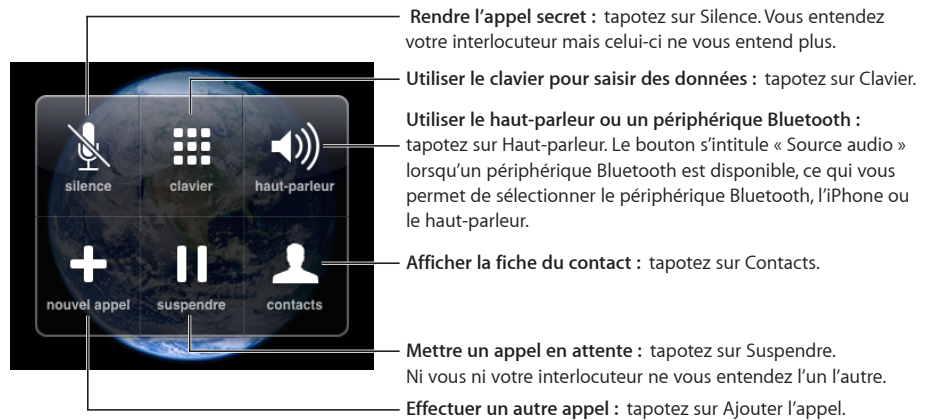 Rendre l’appel secret : tapotez sur Silence. Vous entendez
votre interlocuteur mais celui-ci ne vous entend plus.
Utiliser le clavier pour saisir des données : tapotez sur Clavier.
Utiliser le haut-parleur ou un périphérique Bluetooth :
tapotez sur Haut-parleur. Le bouton s’intitule « Source audio »
lorsqu’un périphérique Bluetooth est disponible, ce qui vous
permet de sélectionner le périphérique Bluetooth, l’iPhone ou
le haut-parleur.
silence clavier haut-parleur
Afficher la fiche du contact : tapotez sur Contacts.
nouvel appel suspendre contacts
Mettre un appel en attente : tapotez sur Suspendre.
Ni vous ni votre interlocuteur ne vous entendez l’un l’autre.
Effectuer un autre appel : tapotez sur Ajouter l’appel.